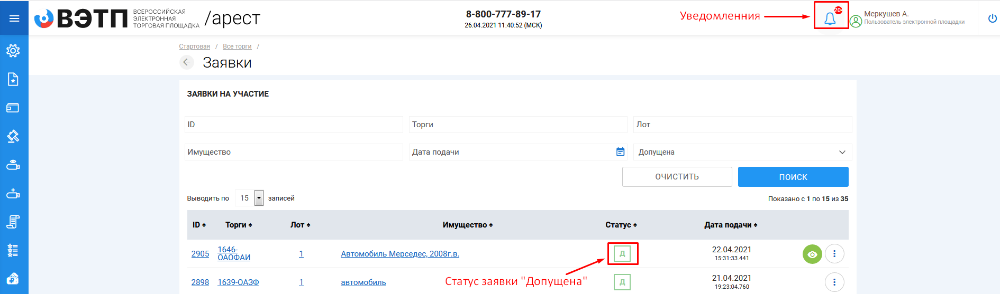 ВЭТП
ВСЕРОССИЙСКАЯ
ЭЛЕКТРОННАЯ
ТОРГОВАЯ ПЛОЩАДКА
/арест
8-800-777-89-17
26.04.2021 11:40:52 (МСК)
Уведомленния
204
Меркушев А.
Пользователь электронной площадки
Стартовая / Все торги /
Заявки
ЗАЯВКИ НА УЧАСТИЕ
ID Торги Лот
Имущество Дата подачи Допущена
ОЧИСТИТЬ ПОИСК
Выводить по 15 записей Показано с 1 по 15 из 35
ID Торги Лот Имущество Статус Дата подачи
2905 1646-ОАОФАИ 1 Автомобиль Мерседес, 2008г.в. Д 22.04.2021
15:31:33.441
Статус заявки "Допущена"
2898 1639-ОАЗФ 1 автомобиль Д 21.04.2021
19:23:04.760